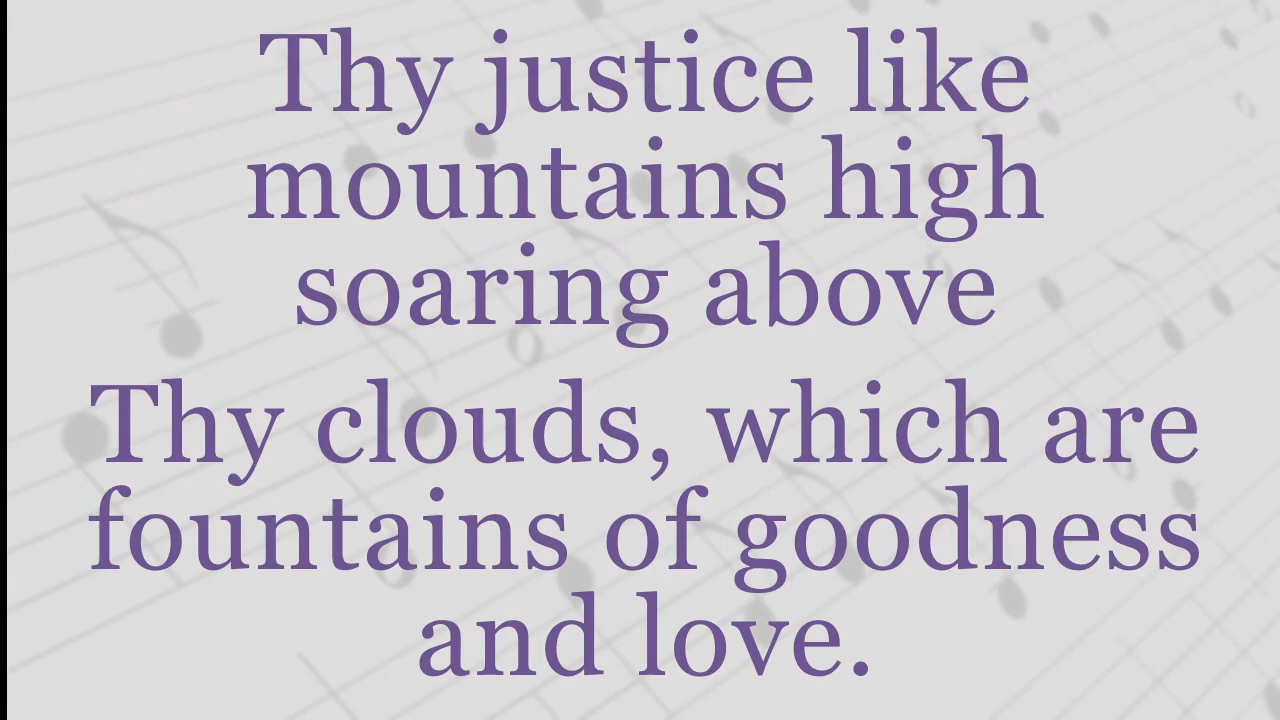 Thy justice like
mountains high
soaring above
Thy clouds, which are
fountains of goodness
and love.